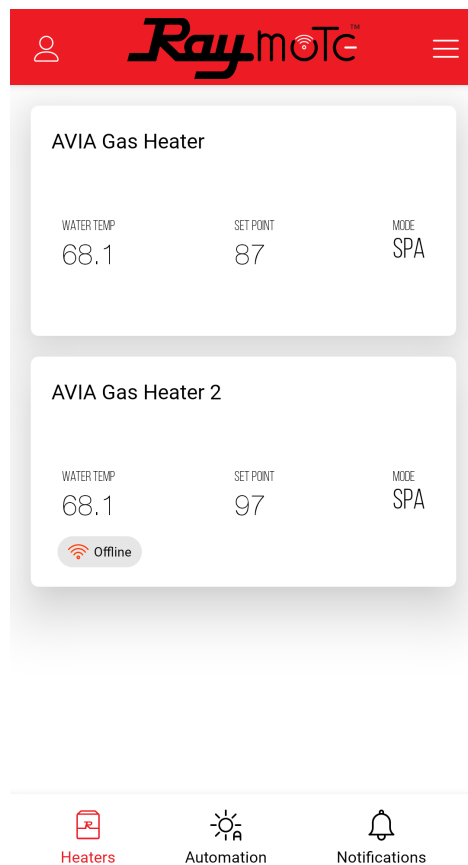 Raymote™
AVIA Gas Heater
WATER TEMP SET POINT MODE
68.1 87 SPA
AVIA Gas Heater 2
WATER TEMP SET POINT MODE
68.1 97 SPA
Offline
Heaters Automation Notifications